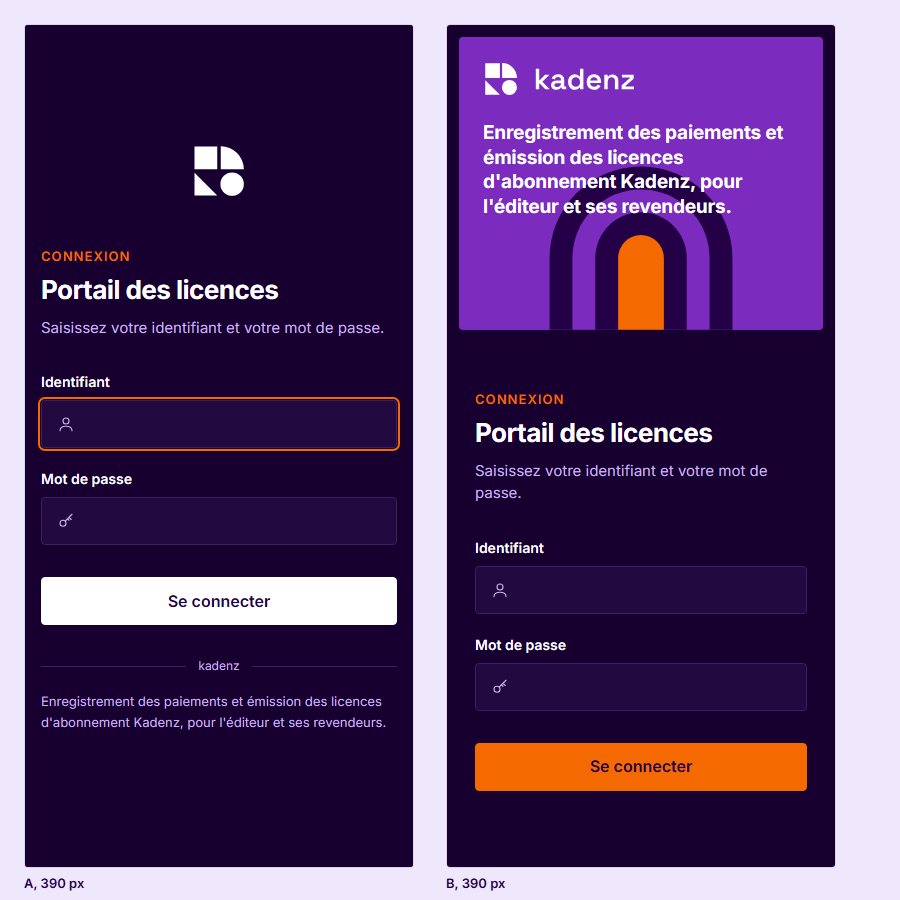 CONNEXION
Portail des licences
Saisissez votre identifiant et votre mot de passe.
Identifiant
Mot de passe
Se connecter
kadenz
Enregistrement des paiements et émission des licences
d'abonnement Kadenz, pour l'éditeur et ses revendeurs.
A, 390 px
kadenz
Enregistrement des paiements et
émission des licences
d'abonnement Kadenz, pour
l'éditeur et ses revendeurs.
CONNEXION
Portail des licences
Saisissez votre identifiant et votre mot de
passe.
Identifiant
Mot de passe
Se connecter
B, 390 px